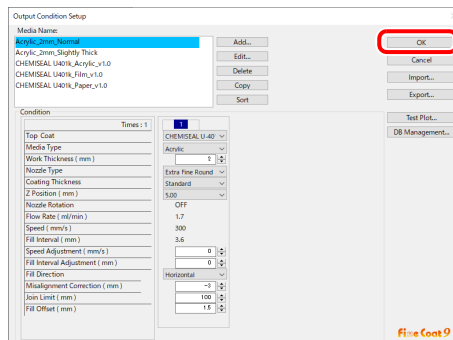 Output Condition Setup
Media Name:
Acrylic_2mm_Normal
Acrylic_2mm_Slightly Thick
CHEMISEAL U401k_Acrylic_v1.0
CHEMISEAL U401k_Film_v1.0
CHEMISEAL U401k_Paper_v1.0
Add...
Edit...
Delete
Copy
Sort
OK
Cancel
Import...
Export...
Test Plot...
DB Management...
Condition
Times : 1 1
Top Coat CHEMISEAL U-40
Media Type Acrylic
Work Thickness ( mm ) 2
Nozzle Type Extra Fine Round
Coating Thickness Standard
Z Position ( mm ) 5.00
Nozzle Rotation OFF
Flow Rate ( ml/min ) 1.7
Speed ( mm/s ) 300
Fill Interval ( mm ) 3.6
Speed Adjustment ( mm/s ) 0
Fill Interval Adjustment ( mm ) 0
Fill Direction Horizontal
Misalignment Correction ( mm ) -3
Join Limit ( mm ) 100
Fill Offset ( mm ) 1.5
Fine Coat 9